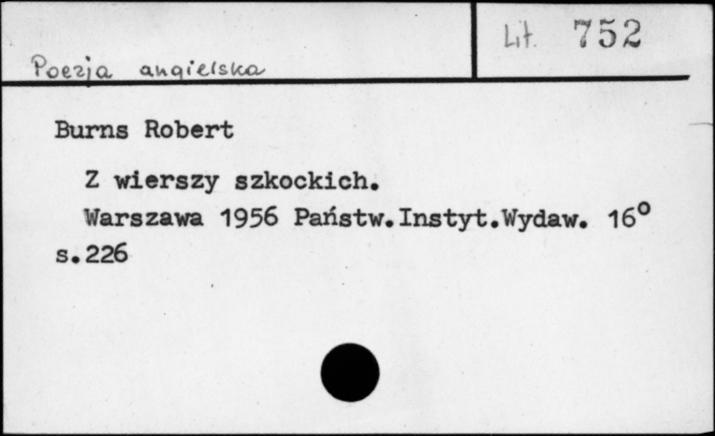 Lit. 752
Poezja angielska
Burns Robert
Z wierszy szkockich.
Warszawa 1956 Państw.Instyt.Wydaw. 16°
s.226